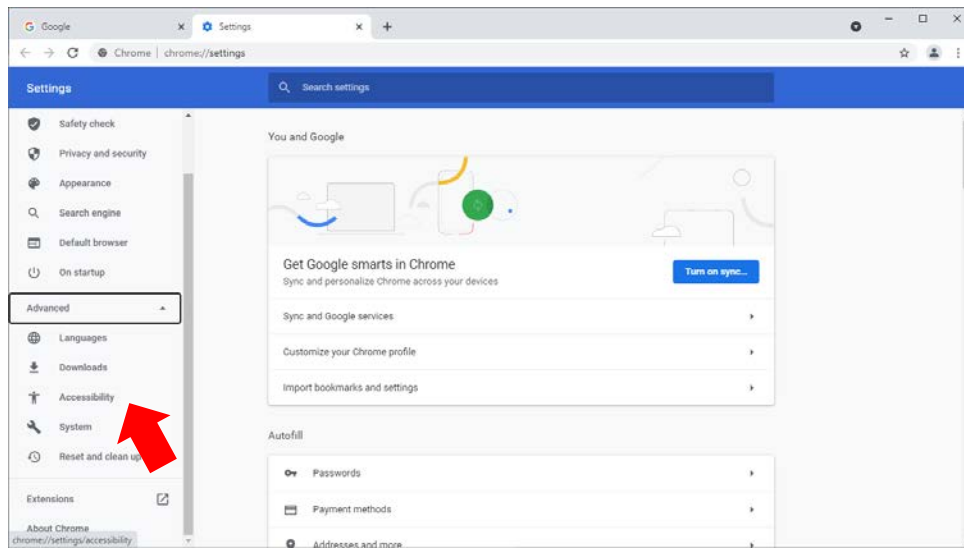 Google
Settings
Chrome | chrome://settings
Settings
Search settings
Safety check
Privacy and security
Appearance
Search engine
Default browser
On startup
Advanced
Languages
Downloads
Accessibility
System
Reset and clean up
Extensions
About Chrome
chrome://settings/accessibility
You and Google
Get Google smarts in Chrome
Sync and personalize Chrome across your devices
Turn on sync...
Sync and Google services
Customize your Chrome profile
Import bookmarks and settings
Autofill
Passwords
Payment methods
Addresses and more